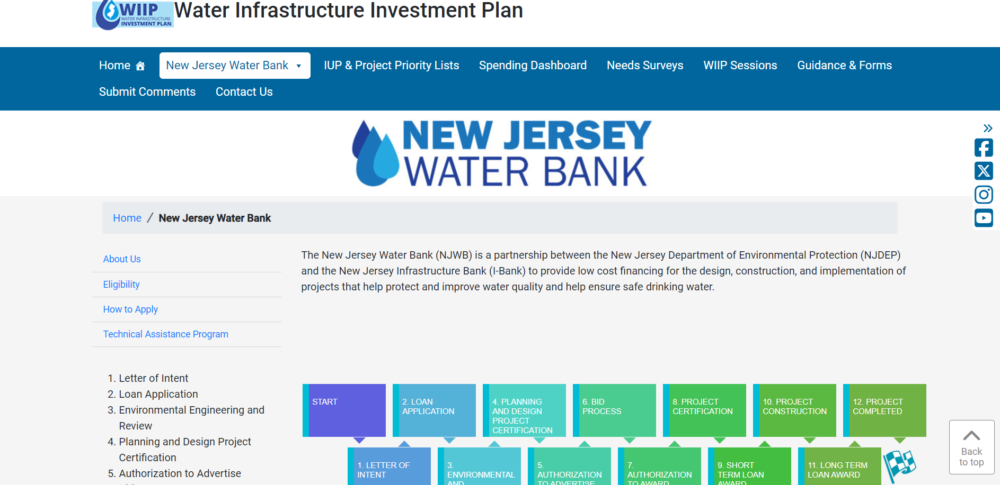 WIIP
WATER INFRASTRUCTURE
INVESTMENT PLAN
Water Infrastructure Investment Plan
Home
New Jersey Water Bank
IUP & Project Priority Lists
Spending Dashboard
Needs Surveys
WIIP Sessions
Guidance & Forms
Submit Comments
Contact Us
NEW JERSEY
WATER BANK
Home / New Jersey Water Bank
About Us
Eligibility
How to Apply
Technical Assistance Program
The New Jersey Water Bank (NJWB) is a partnership between the New Jersey Department of Environmental Protection (NJDEP)
and the New Jersey Infrastructure Bank (I-Bank) to provide low cost financing for the design, construction, and implementation of
projects that help protect and improve water quality and help ensure safe drinking water.
1. Letter of Intent
2. Loan Application
3. Environmental Engineering and
Review
4. Planning and Design Project
Certification
5. Authorization to Advertise
START
2. LOAN
APPLICATION
4. PLANNING
AND DESIGN
PROJECT
CERTIFICATION
6. BID
PROCESS
8. PROJECT
CERTIFICATION
10. PROJECT
CONSTRUCTION
12. PROJECT
COMPLETED
1. LETTER OF
INTENT
3.
ENVIRONMENTAL
AND
5.
AUTHORIZATION
TO ADVERTISE
7.
AUTHORIZATION
TO AWARD
9. SHORT
TERM LOAN
AWARD
11. LONG TERM
LOAN AWARD
Back
to top